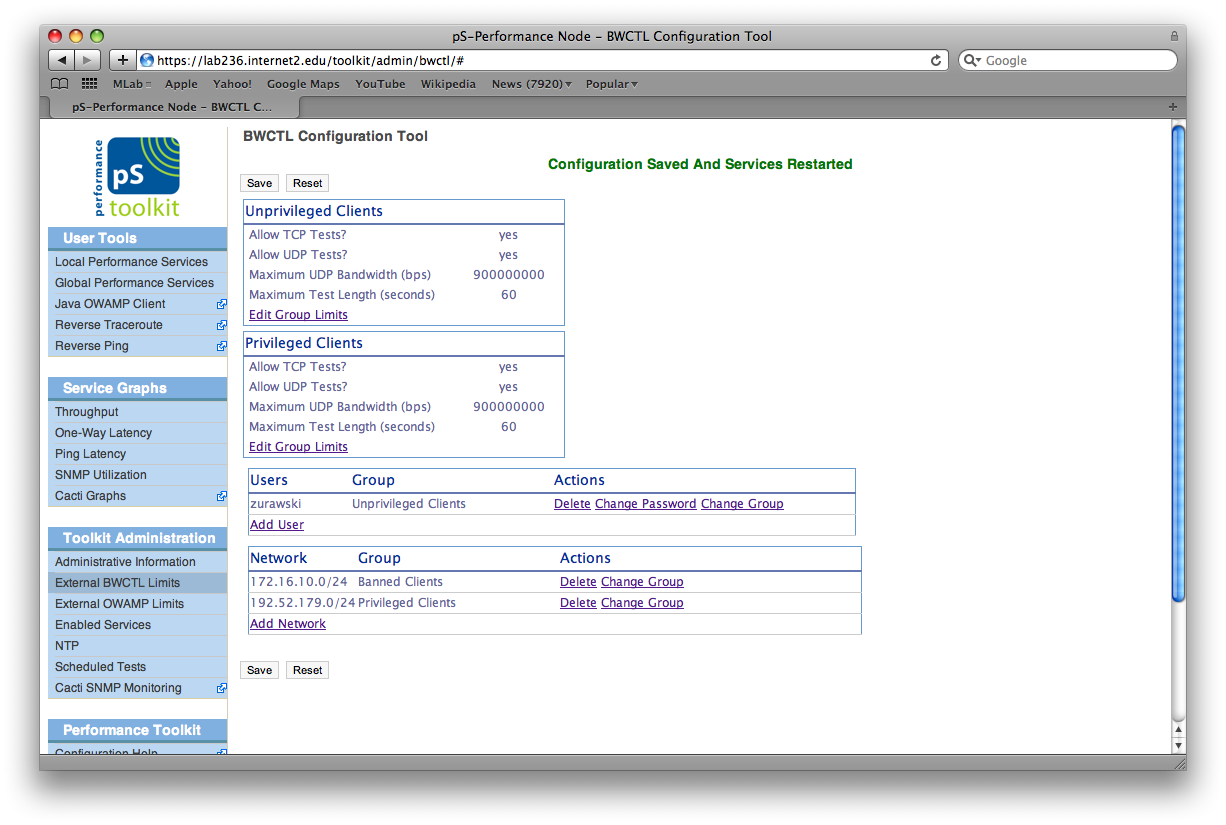 pS-Performance Node - BWCTL Configuration Tool
https://lab236.internet2.edu/toolkit/admin/bwctl/#
Google
MLab Apple Yahoo! Google Maps YouTube Wikipedia News (7920) Popular
pS-Performance Node - BWCTL C...
performance
pS
toolkit
User Tools
Local Performance Services
Global Performance Services
Java OWAMP Client
Reverse Traceroute
Reverse Ping
Service Graphs
Throughput
One-Way Latency
Ping Latency
SNMP Utilization
Cacti Graphs
Toolkit Administration
Administrative Information
External BWCTL Limits
External OWAMP Limits
Enabled Services
NTP
Scheduled Tests
Cacti SNMP Monitoring
Performance Toolkit
Configuration Help
BWCTL Configuration Tool
Configuration Saved And Services Restarted
Save Reset
Unprivileged Clients
Allow TCP Tests? yes
Allow UDP Tests? yes
Maximum UDP Bandwidth (bps) 900000000
Maximum Test Length (seconds) 60
Edit Group Limits
Privileged Clients
Allow TCP Tests? yes
Allow UDP Tests? yes
Maximum UDP Bandwidth (bps) 900000000
Maximum Test Length (seconds) 60
Edit Group Limits
Users Group Actions
zurawski Unprivileged Clients Delete Change Password Change Group
Add User
Network Group Actions
172.16.10.0/24 Banned Clients Delete Change Group
192.52.179.0/24 Privileged Clients Delete Change Group
Add Network
Save Reset